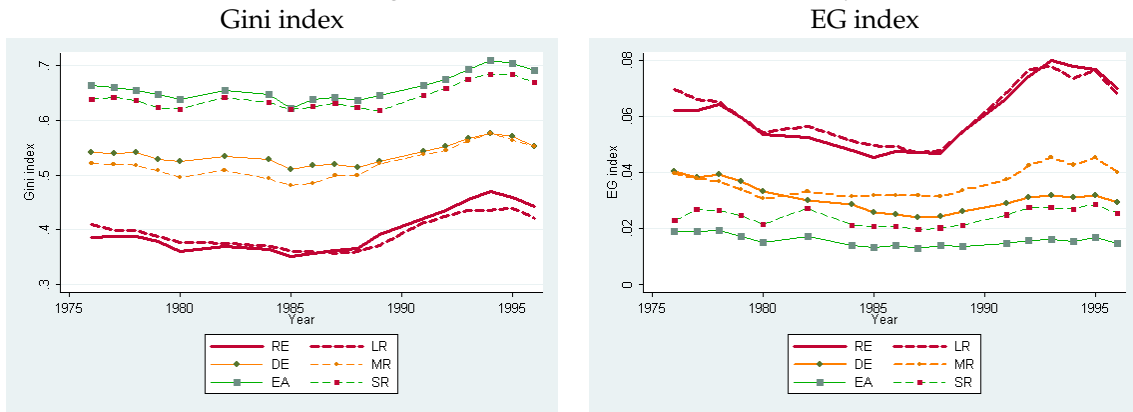 Gini index
EG index
Gini index
.7
.6
.5
.4
.3
1975
1980
1985
1990
1995
Year
RE
LR
DE
MR
EA
SR
EG index
.08
.06
.04
.02
0
1975
1980
1985
1990
1995
Year
RE
LR
DE
MR
EA
SR